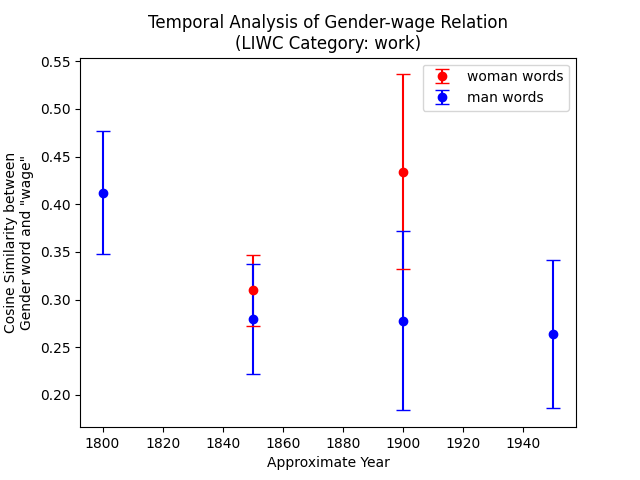 Temporal Analysis of Gender-wage Relation
(LIWC Category: work)
woman words
man words
Cosine Similarity between
Gender word and "wage"
0.55
0.50
0.45
0.40
0.35
0.30
0.25
0.20
1800 1820 1840 1860 1880 1900 1920 1940
Approximate Year